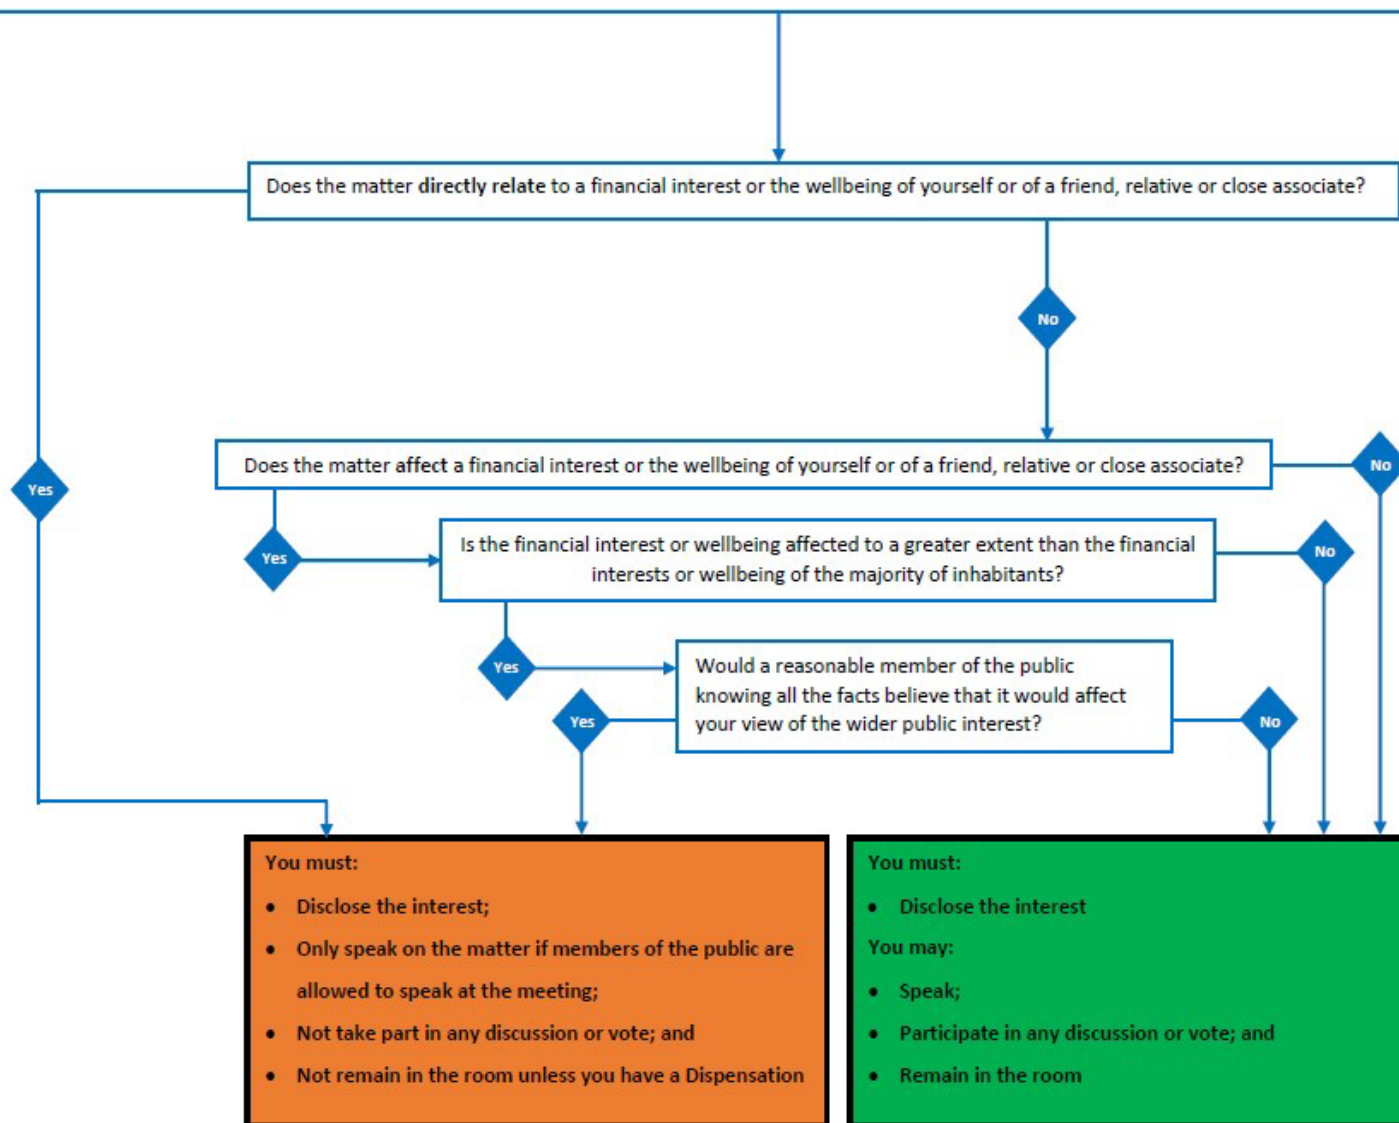 Does the matter directly relate to a financial interest or the wellbeing of yourself or of a friend, relative or close associate?
No
Does the matter affect a financial interest or the wellbeing of yourself or of a friend, relative or close associate?
No
Yes
Yes
Is the financial interest or wellbeing affected to a greater extent than the financial
interests or wellbeing of the majority of inhabitants?
No
Yes
Would a reasonable member of the public
knowing all the facts believe that it would affect
your view of the wider public interest?
Yes
No
You must:
• Disclose the interest;
• Only speak on the matter if members of the public are
allowed to speak at the meeting;
• Not take part in any discussion or vote; and
• Not remain in the room unless you have a Dispensation
You must:
• Disclose the interest
You may:
• Speak;
• Participate in any discussion or vote; and
• Remain in the room